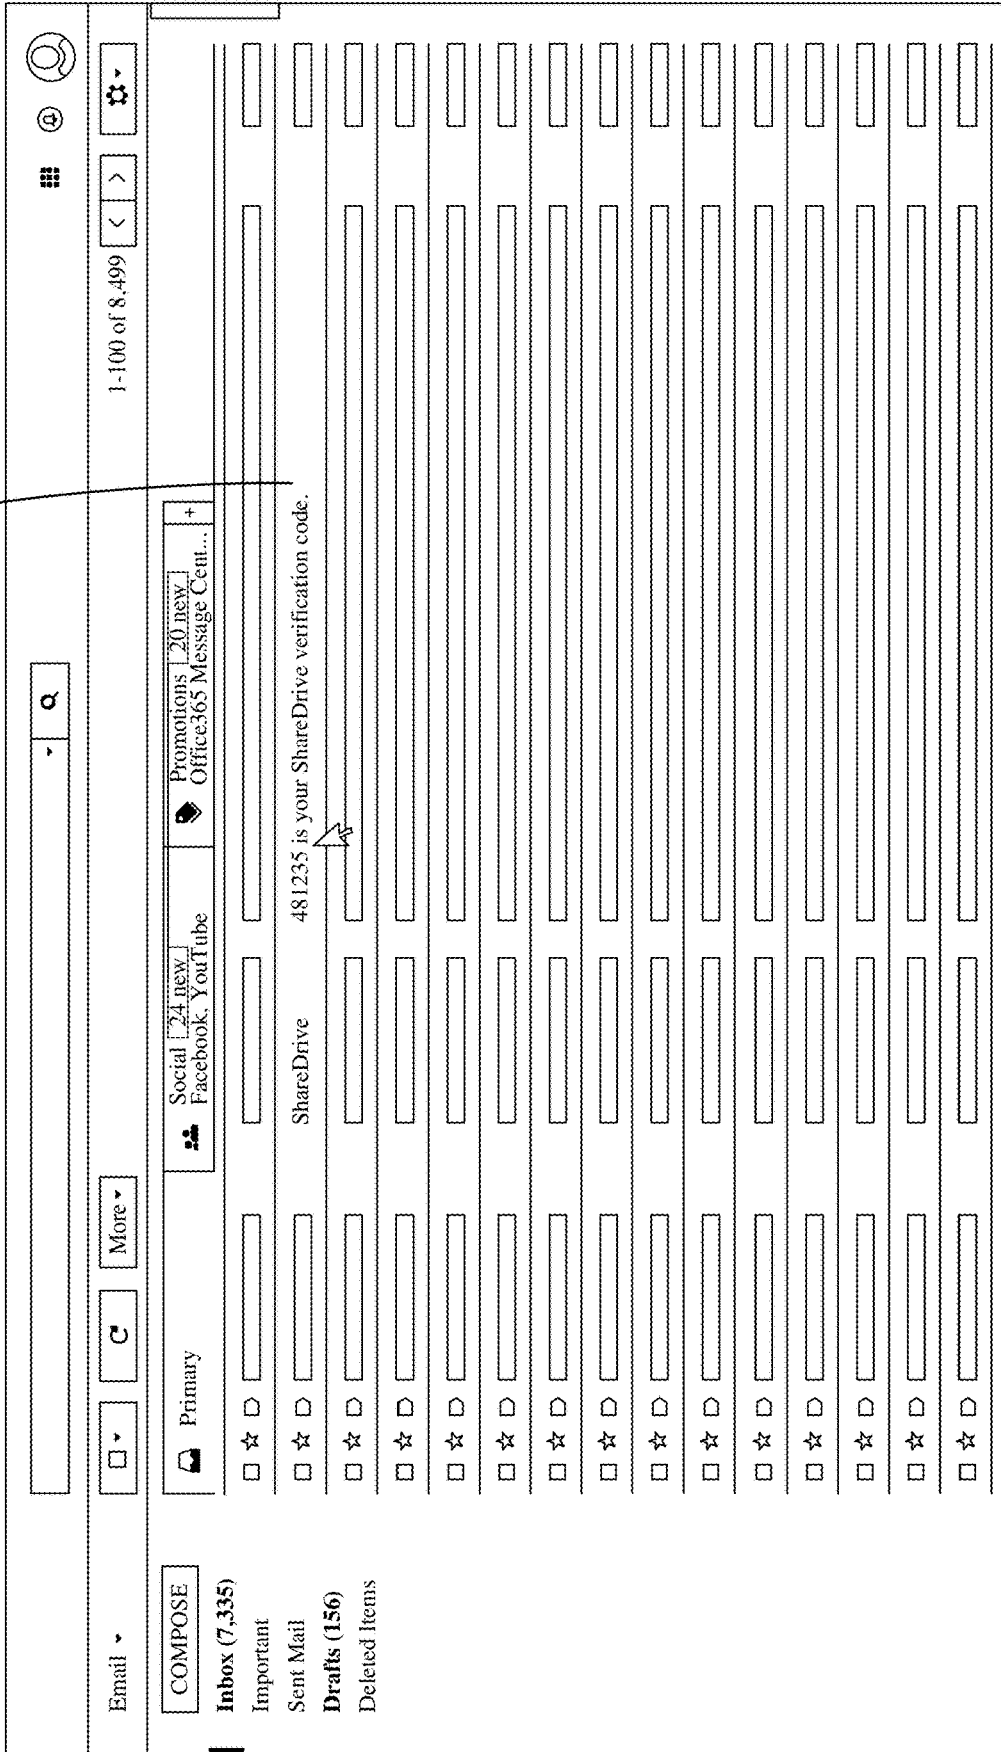 Email
More
1-100 of 8,499
COMPOSE
Inbox (7,335)
Important
Sent Mail
Drafts (156)
Deleted Items
Primary
Social 24 new
Facebook, YouTube
Promotions 20 new
Office365 Message Cent...
+
ShareDrive 481235 is your ShareDrive verification code.